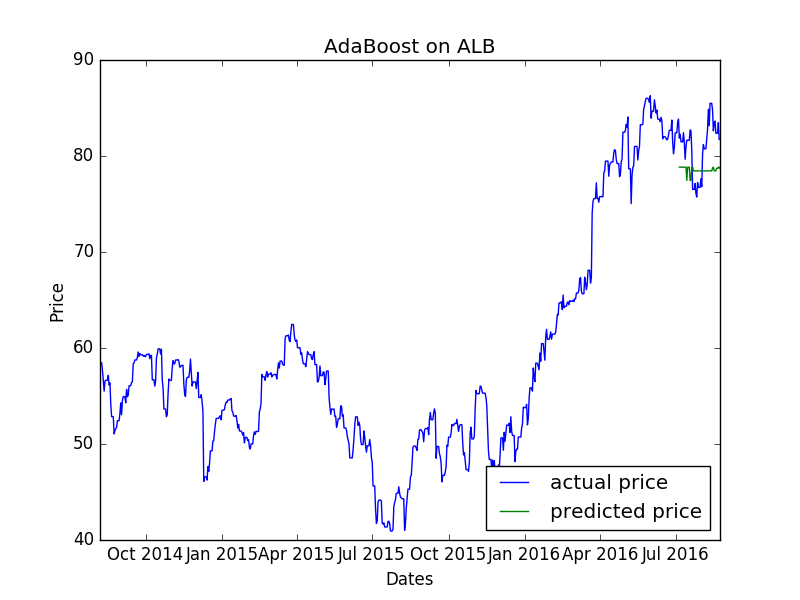 AdaBoost on ALB
90
80
70
60
50
40
Price
Oct 2014 Jan 2015 Apr 2015 Jul 2015 Oct 2015 Jan 2016 Apr 2016 Jul 2016
Dates
actual price
predicted price